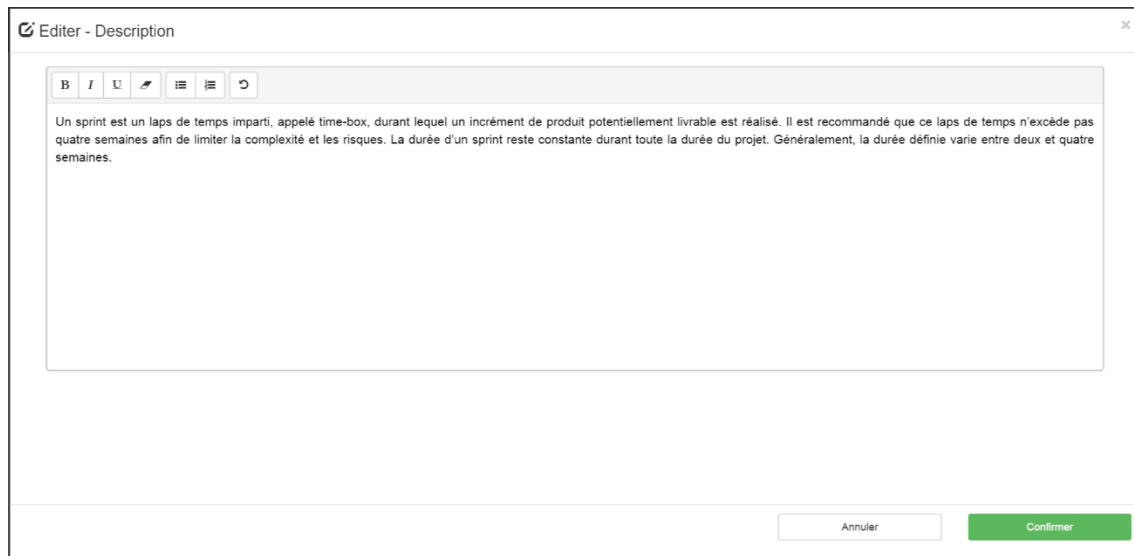 Editer - Description
×
B I U
Un sprint est un laps de temps imparti, appelé time-box, durant lequel un incrément de produit potentiellement livrable est réalisé. Il est recommandé que ce laps de temps n’excède pas
quatre semaines afin de limiter la complexité et les risques. La durée d’un sprint reste constante durant toute la durée du projet. Généralement, la durée définie varie entre deux et quatre
semaines.
Annuler Confirmer